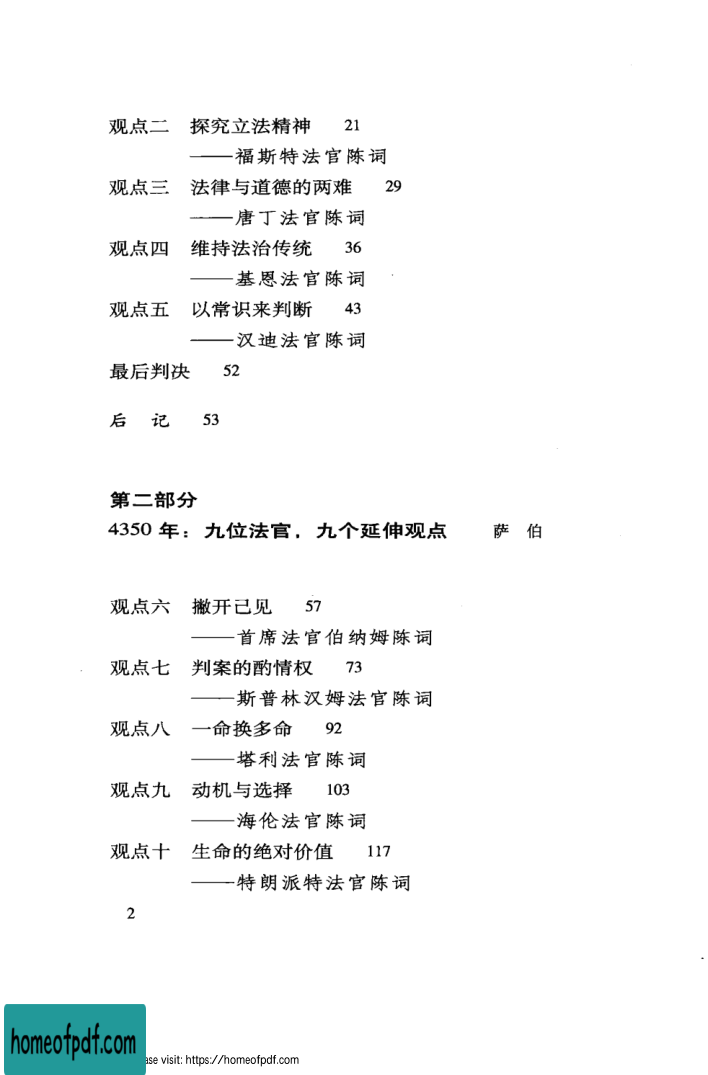 观点二 探究立法精神 21
——福斯特法官陈词
观点三 法律与道德的两难 29
——唐丁法官陈词
观点四 维持法治传统 36
——基恩法官陈词
观点五 以常识来判断 43
——汉迪法官陈词
最后判决 52
后 记 53
第二部分
4350 年：九位法官，九个延伸观点 萨 伯
观点六 撇开己见 57
——首席法官伯纳姆陈词
观点七 判案的酌情权 73
——斯普林汉姆法官陈词
观点八 一命换多命 92
——塔利法官陈词
观点九 动机与选择 103
——海伦法官陈词
观点十 生命的绝对价值 117
——特朗派特法官陈词
2
homeofpdf.com
ase visit: https://homeofpdf.com